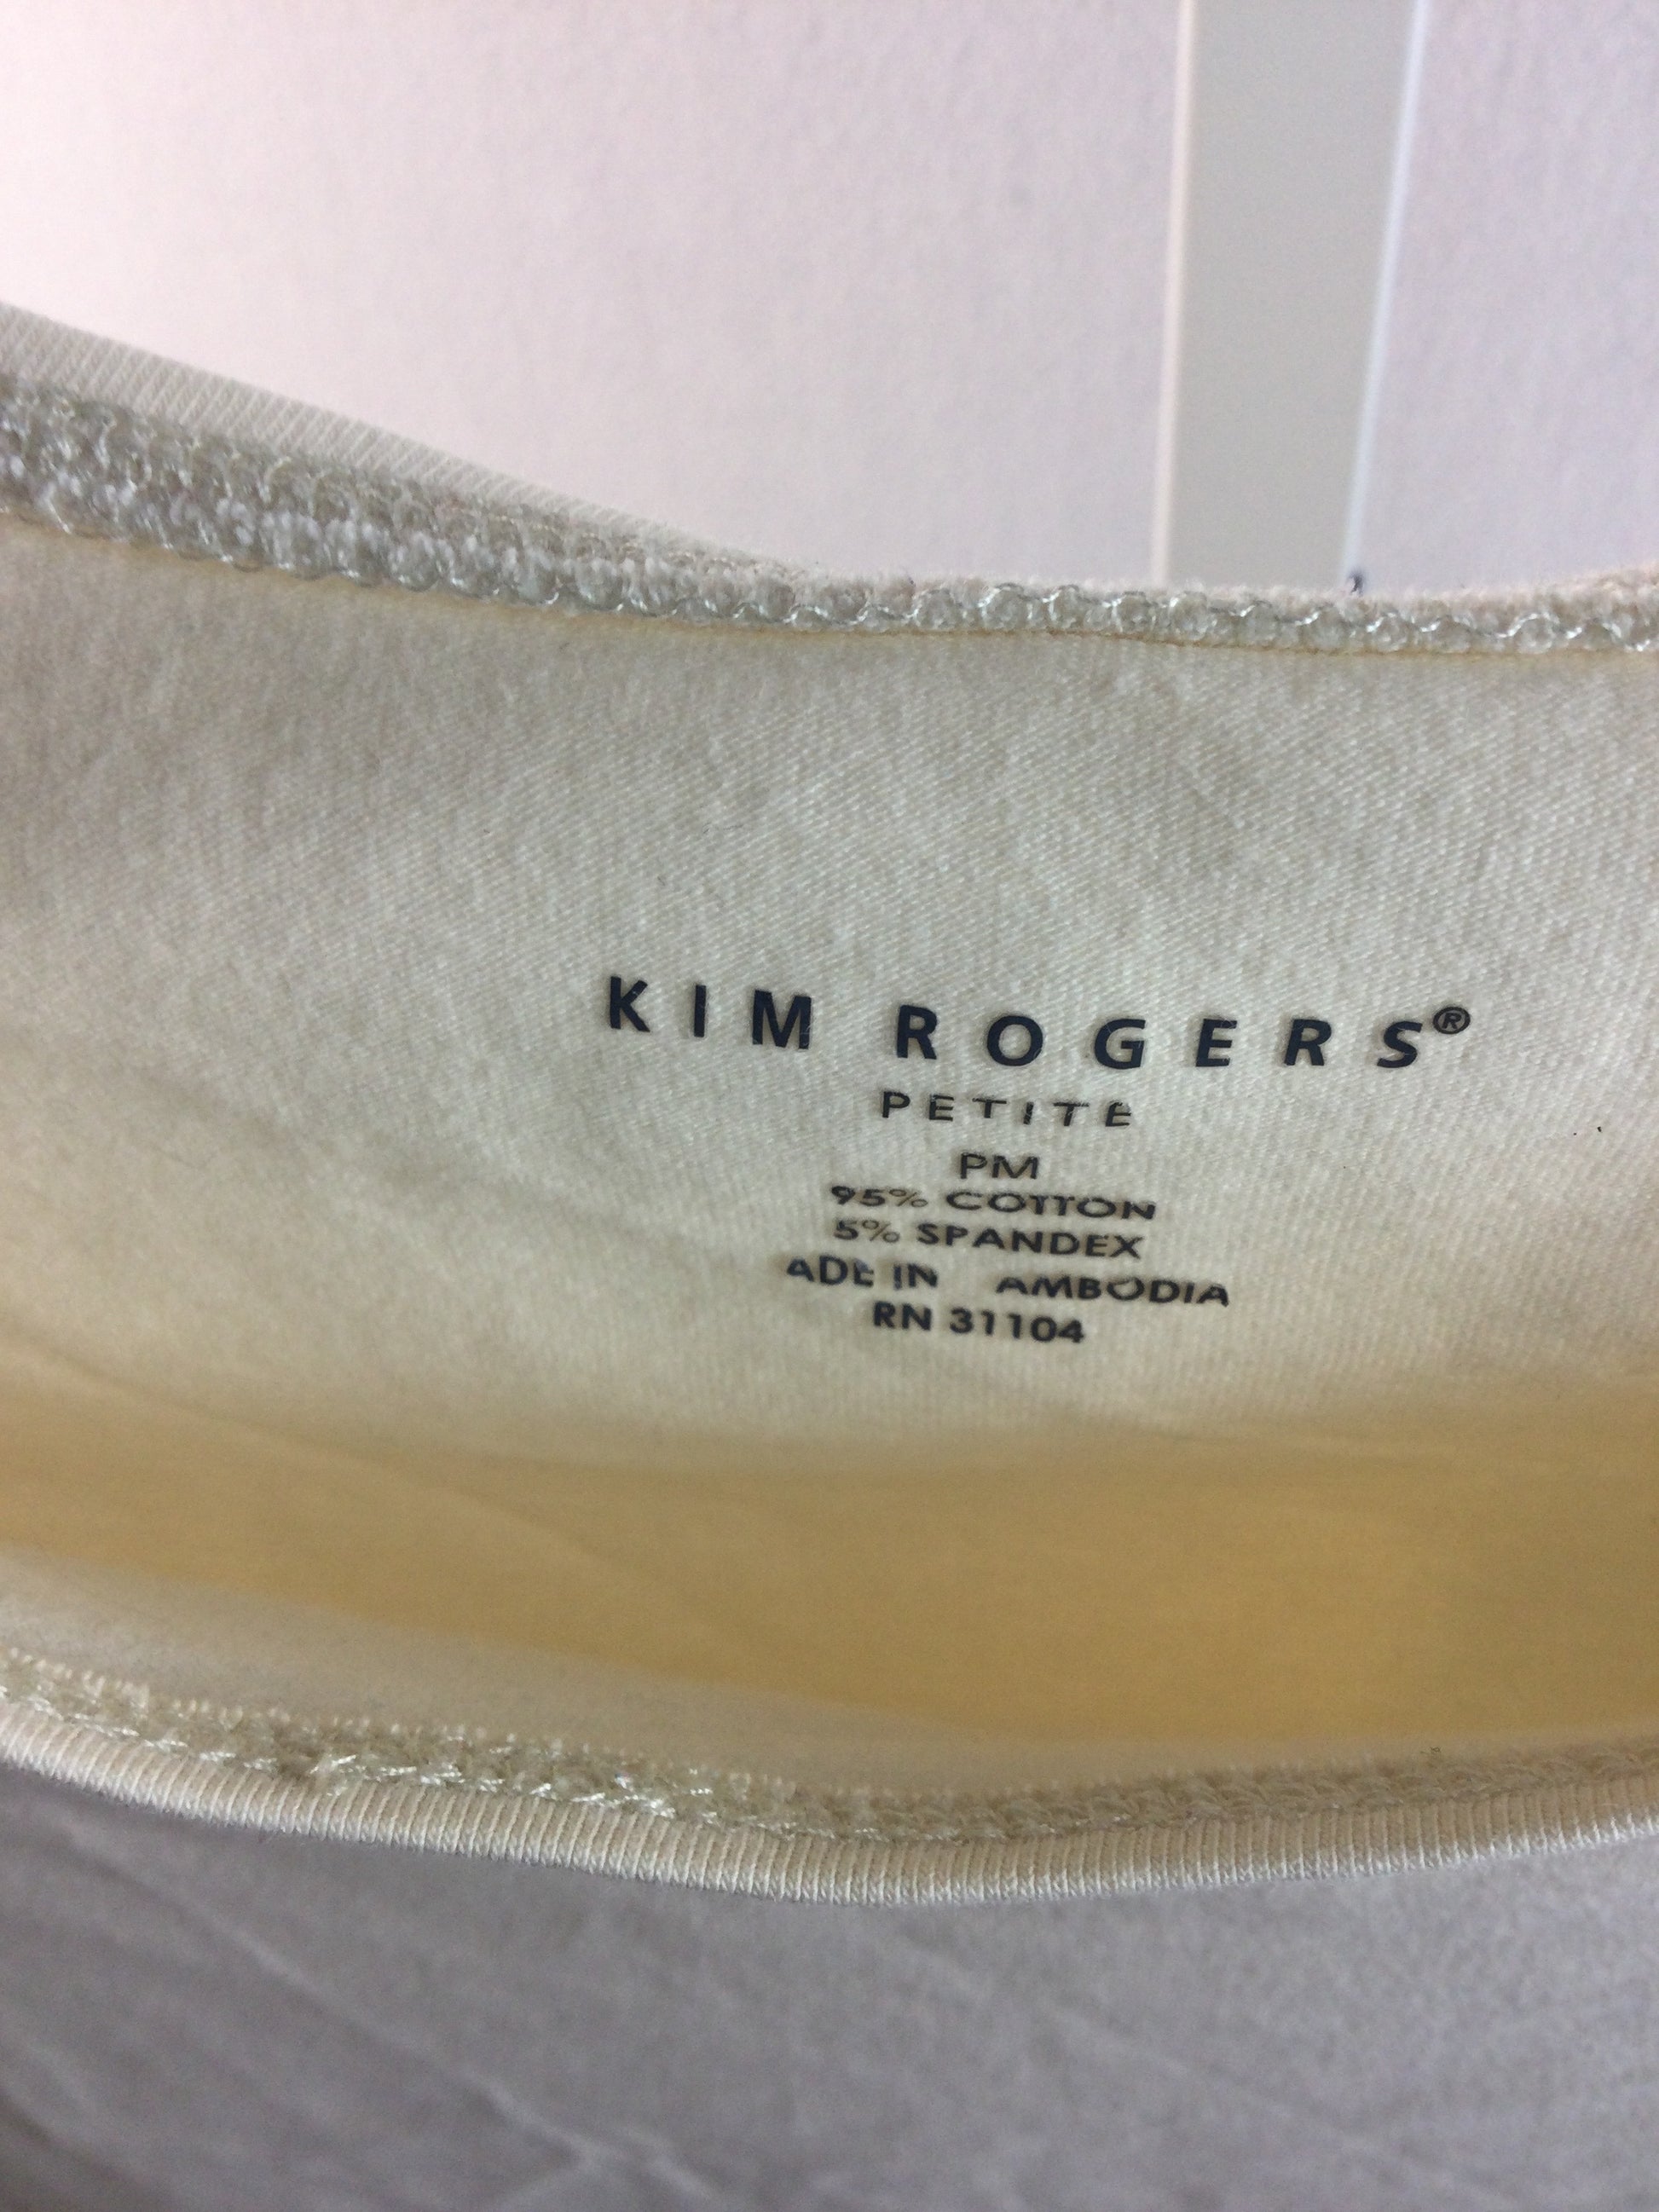 KIM ROGERS®
PETITE
PM
95% COTTON
5% SPANDEX
ADE IN AMBODIA
RN 31104